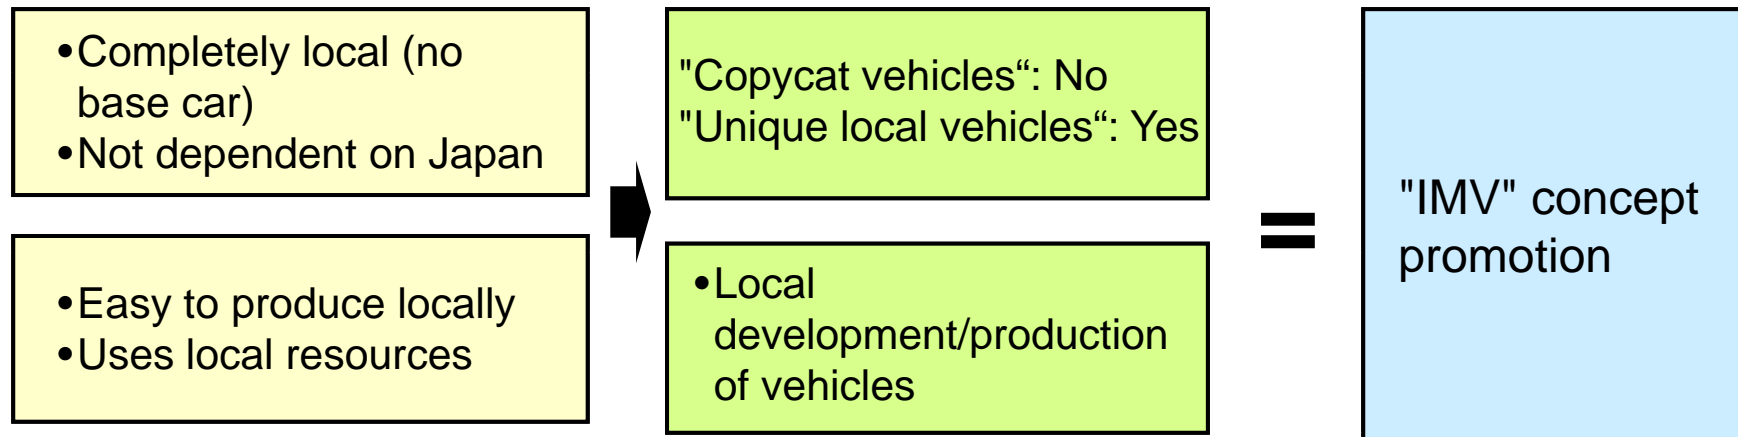 •Completely local (no
base car)
•Not dependent on Japan
•Easy to produce locally
•Uses local resources
"Copycat vehicles“: No
"Unique local vehicles“: Yes
•Local
development/production
of vehicles
=
"IMV" concept
promotion